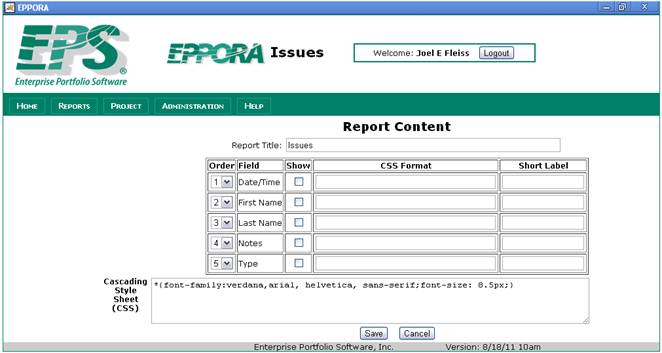 EPPORA
EPS®
Enterprise Portfolio Software
EPPORA Issues
Welcome: Joel E Fleiss Logout
HOME REPORTS PROJECT ADMINISTRATION HELP
Report Content
Report Title: Issues
Order Field Show CSS Format Short Label
1 Date/Time
2 First Name
3 Last Name
4 Notes
5 Type
Cascading
Style
Sheet
(CSS)
*{font-family:verdana,arial, helvetica, sans-serif;font-size: 8.5px;}
Save Cancel
Enterprise Portfolio Software, Inc. Version: 8/18/11 10am